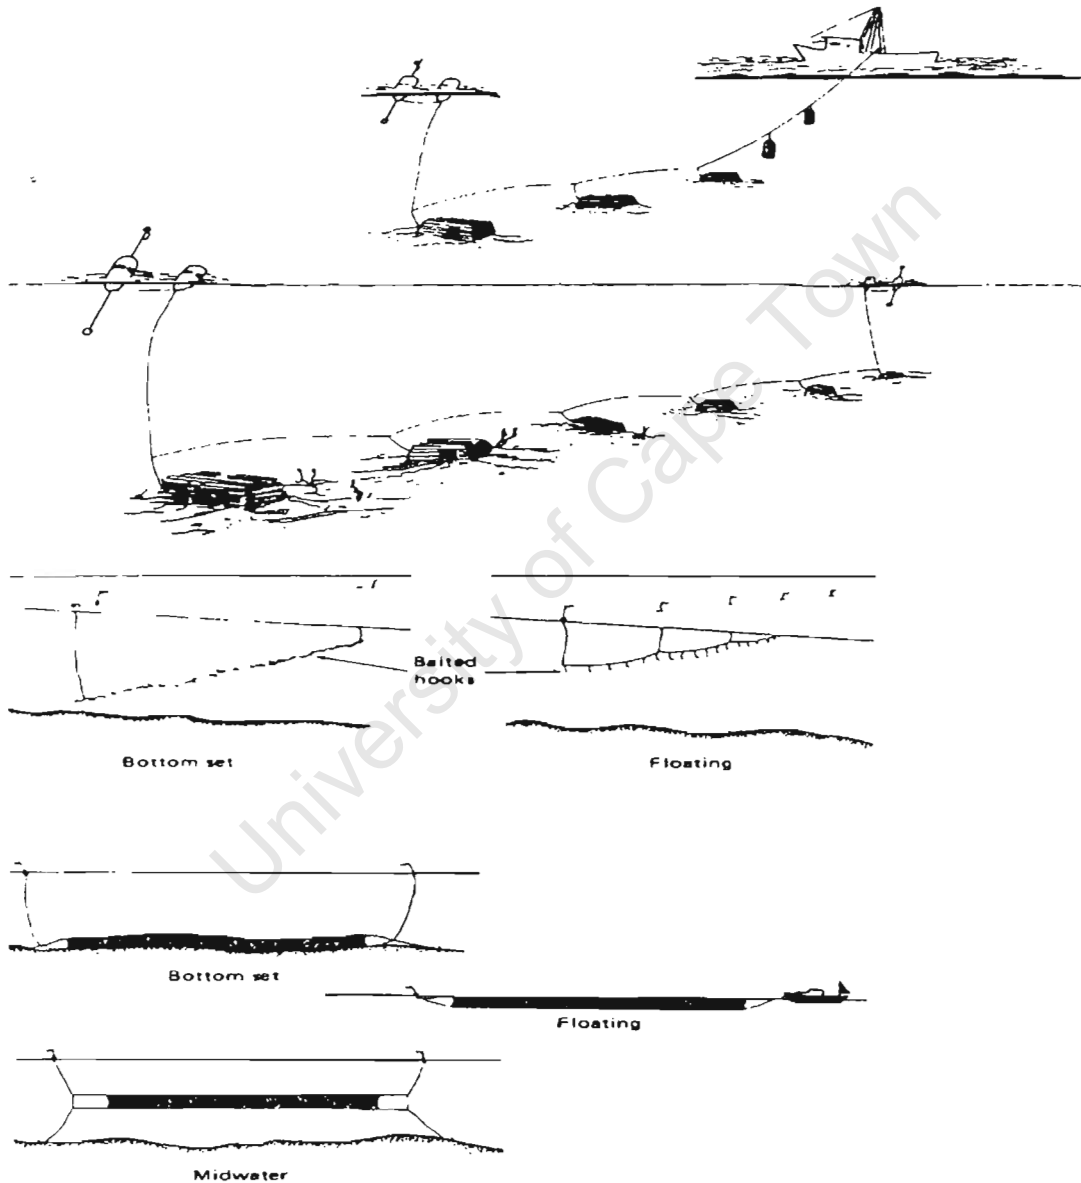 Baited
hooks
Bottom set
Floating
Bottom set
Floating
Midwater
University of Cape Town